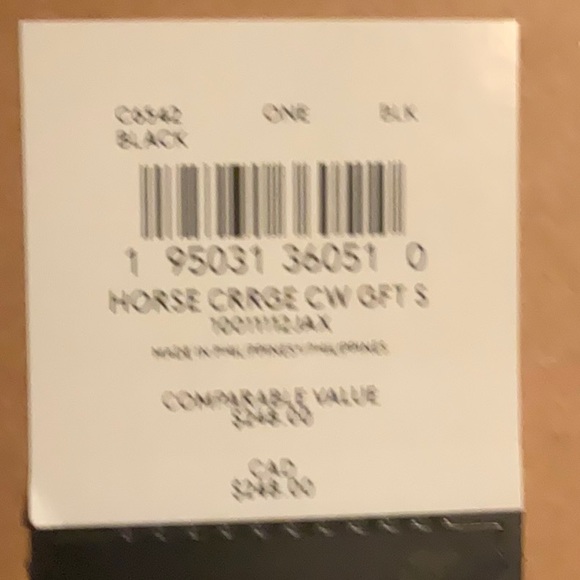 C6542 ONE BLK
BLACK
1 95031 36051 0
HORSE CRRGE CW GFT S
MADE IN PHILIPPINES PHILIPPINES
COMPARABLE VALUE
$248.00
CAD
$248.00